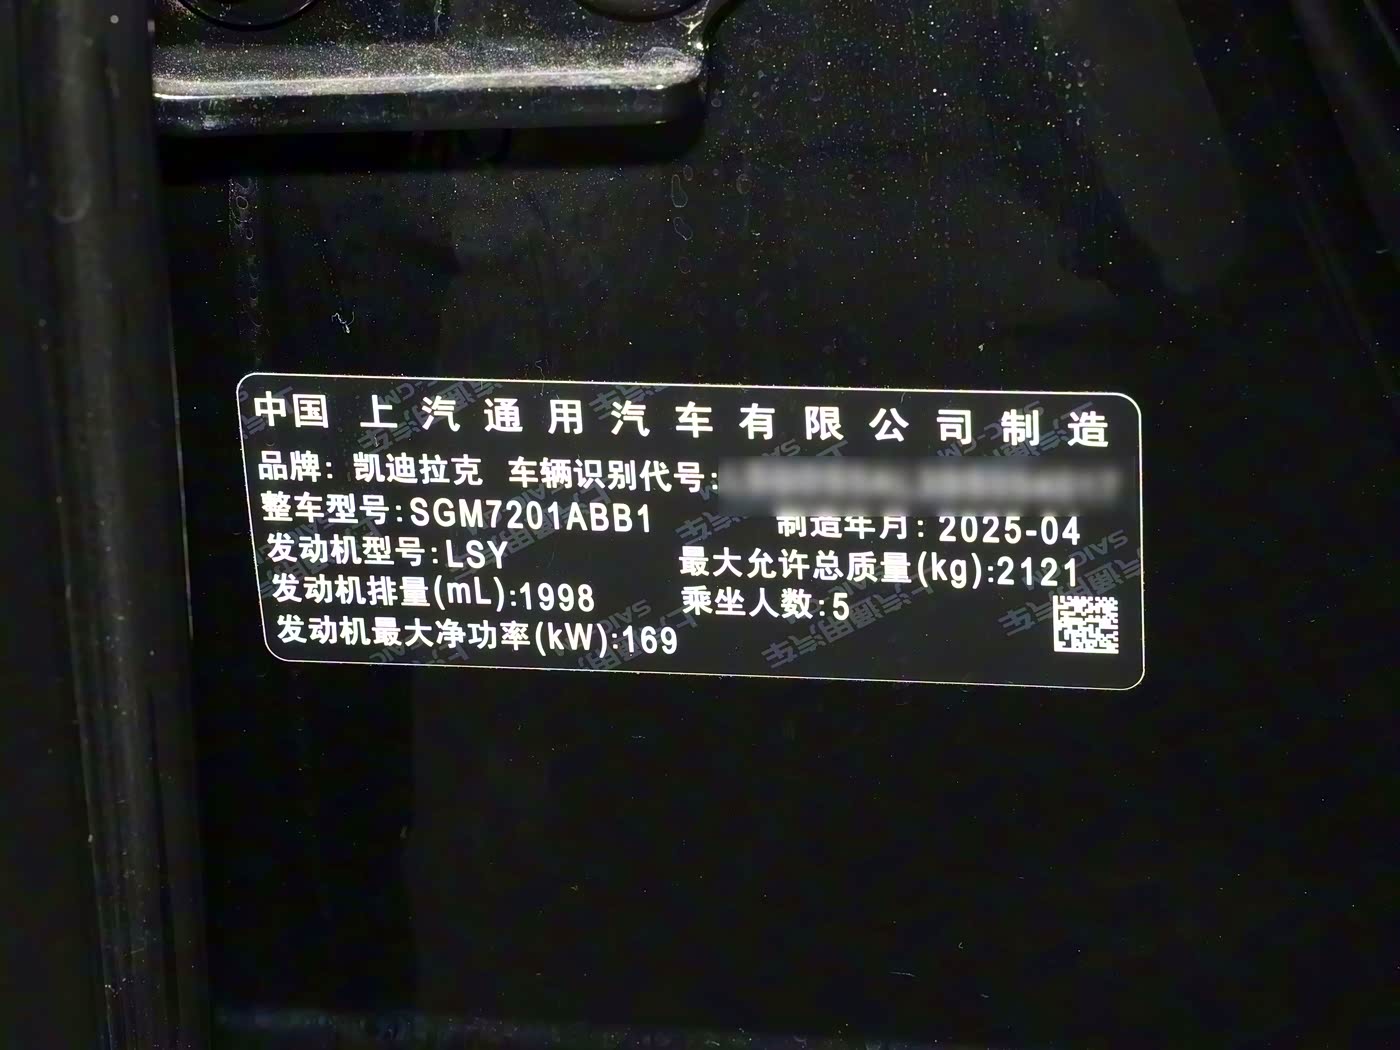 中国 上汽通用汽车有限公司制造
品牌: 凯迪拉克 车辆识别代号:
整车型号:SGM7201ABB1 制造年月: 2025-04
发动机型号:LSY 最大允许总质量(kg):2121
发动机排量(mL):1998 乘坐人数:5
发动机最大净功率(kW):169